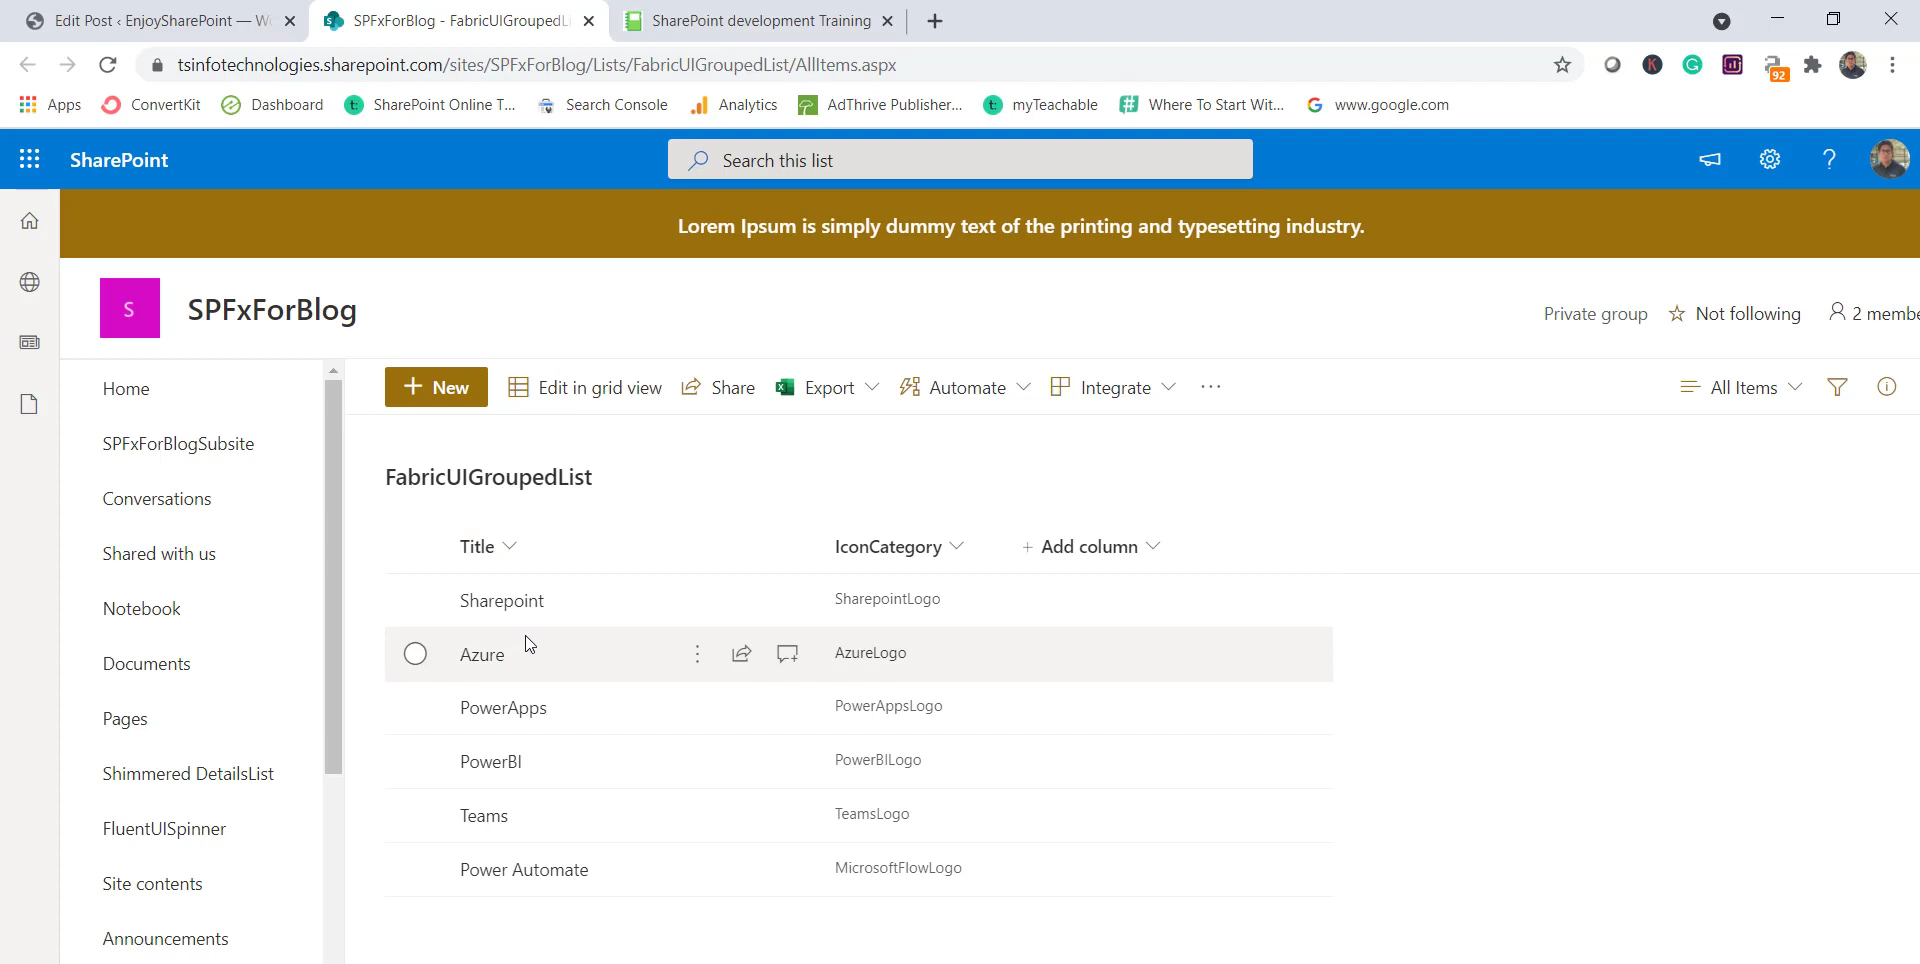 Edit Post ‹ EnjoySharePoint — W
SPFxForBlog - FabricUIGroupedLi
SharePoint development Training
tsinfotechnologies.sharepoint.com/sites/SPFxForBlog/Lists/FabricUIGroupedList/AllItems.aspx
K
G
92
Apps
ConvertKit
Dashboard
t:
SharePoint Online T...
Search Console
Analytics
AdThrive Publisher...
t:
myTeachable
Where To Start Wit...
www.google.com
SharePoint
Search this list
?
Lorem Ipsum is simply dummy text of the printing and typesetting industry.
S
SPFxForBlog
Private group
Not following
2 membe
Home
SPFxForBlogSubsite
Conversations
Shared with us
Notebook
Documents
Pages
Shimmered DetailsList
FluentUISpinner
Site contents
Announcements
+ New
Edit in grid view
Share
Export
Automate
Integrate
...
All Items
FabricUIGroupedList
Title IconCategory + Add column
Sharepoint SharepointLogo
Azure AzureLogo
PowerApps PowerAppsLogo
PowerBI PowerBILogo
Teams TeamsLogo
Power Automate MicrosoftFlowLogo